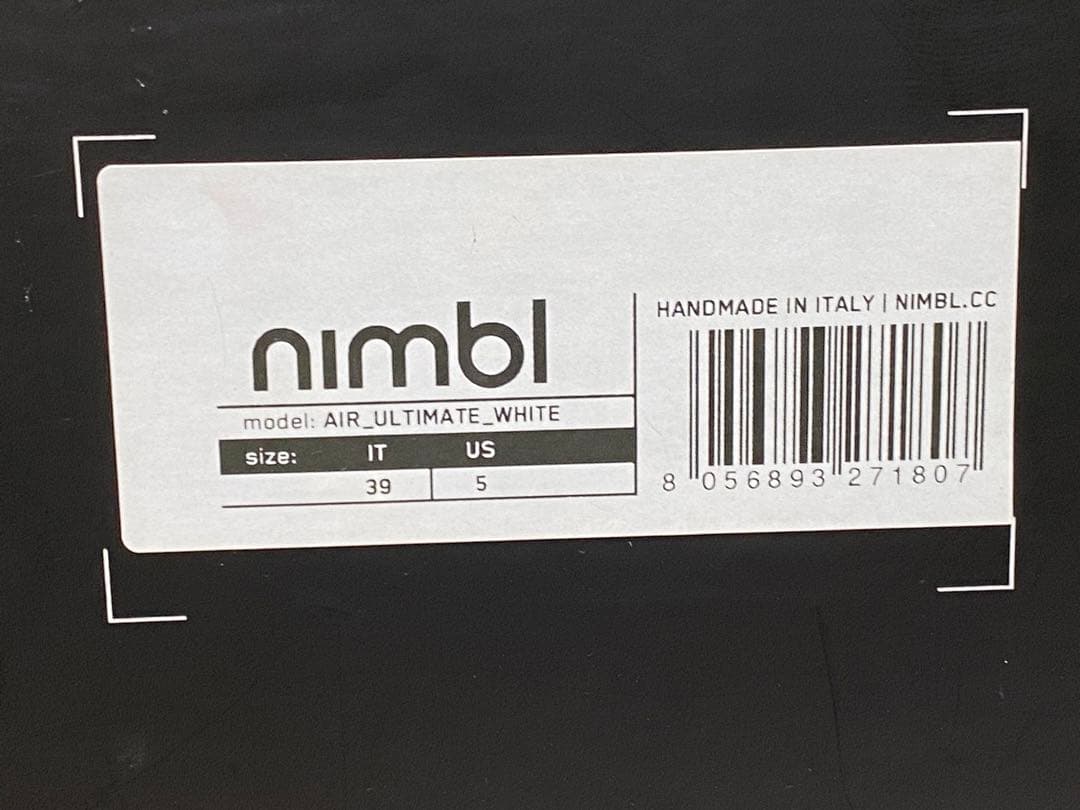 nimbl
model: AIR_ULTIMATE_WHITE
size: IT US
39 5
HANDMADE IN ITALY | NIMBL.CC
8 056893 271807